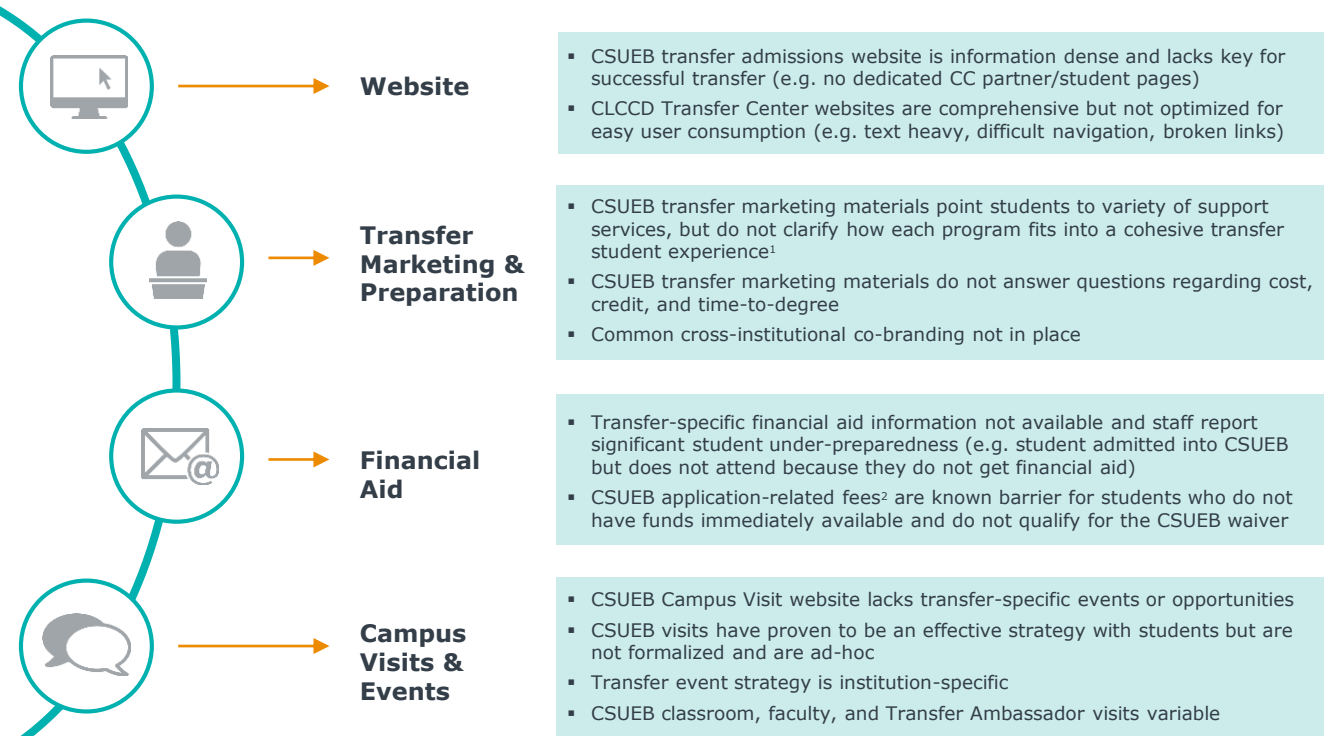 Website
▪ CSUEB transfer admissions website is information dense and lacks key for
successful transfer (e.g. no dedicated CC partner/student pages)
▪ CLCCD Transfer Center websites are comprehensive but not optimized for
easy user consumption (e.g. text heavy, difficult navigation, broken links)
Transfer
Marketing &
Preparation
▪ CSUEB transfer marketing materials point students to variety of support
services, but do not clarify how each program fits into a cohesive transfer
student experience¹
▪ CSUEB transfer marketing materials do not answer questions regarding cost,
credit, and time-to-degree
▪ Common cross-institutional co-branding not in place
@
Financial
Aid
▪ Transfer-specific financial aid information not available and staff report
significant student under-preparedness (e.g. student admitted into CSUEB
but does not attend because they do not get financial aid)
▪ CSUEB application-related fees² are known barrier for students who do not
have funds immediately available and do not qualify for the CSUEB waiver
Campus
Visits &
Events
▪ CSUEB Campus Visit website lacks transfer-specific events or opportunities
▪ CSUEB visits have proven to be an effective strategy with students but are
not formalized and are ad-hoc
▪ Transfer event strategy is institution-specific
▪ CSUEB classroom, faculty, and Transfer Ambassador visits variable